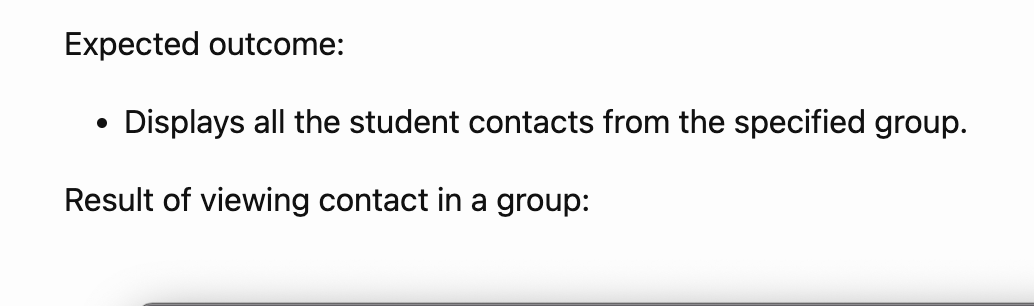 Expected outcome:
• Displays all the student contacts from the specified group.
Result of viewing contact in a group: